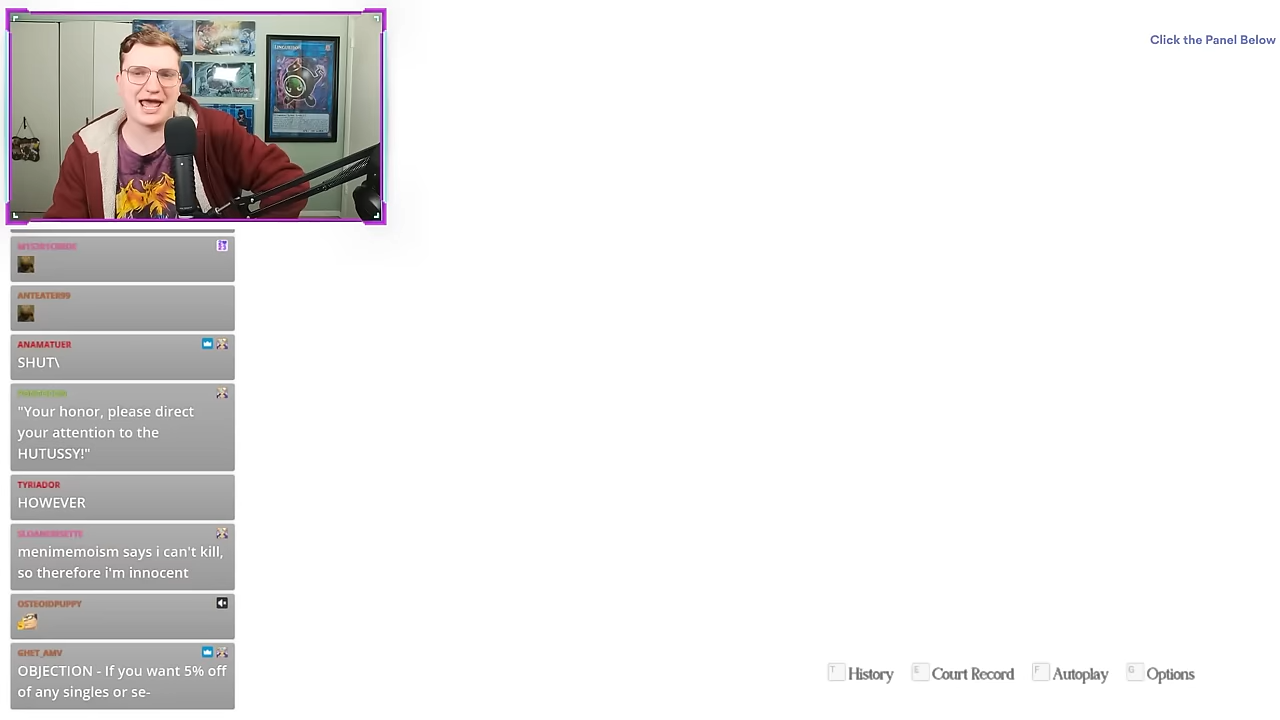 Click the Panel Below
ANTEATER99
ANAMATUER
SHUT\
"Your honor, please direct
your attention to the
HUTUSSY!"
TYRIADOR
HOWEVER
menimemoism says i can't kill,
so therefore i'm innocent
OSTEOIDPUPPY
GHET_AMV
OBJECTION - If you want 5% off
of any singles or se-
T History E Court Record F Autoplay G Options